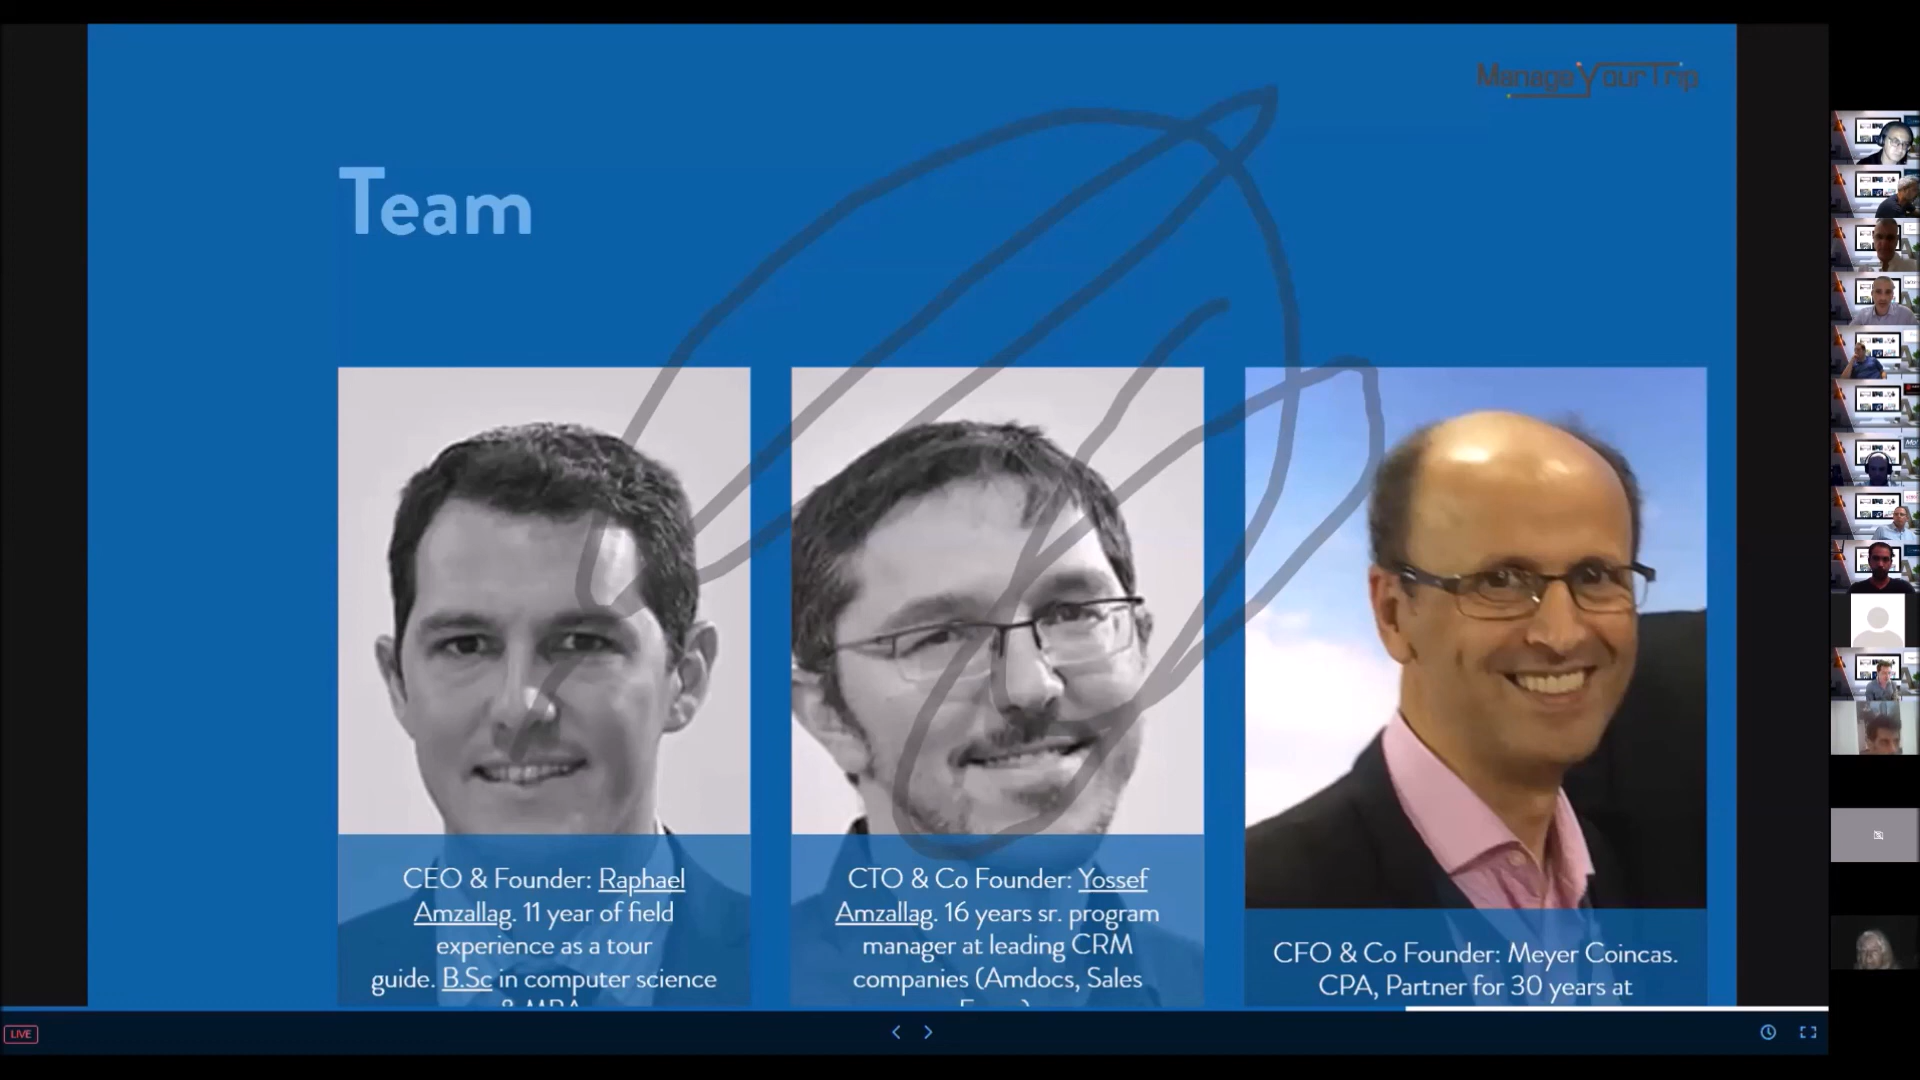 ManageYourTrip
Team
CEO & Founder: Raphael
Amzallag. 11 year of field
experience as a tour
guide. B.Sc in computer science
& MBA
CTO & Co Founder: Yossef
Amzallag. 16 years sr. program
manager at leading CRM
companies (Amdocs, Sales
CFO & Co Founder: Meyer Coincas.
CPA, Partner for 30 years at
LIVE